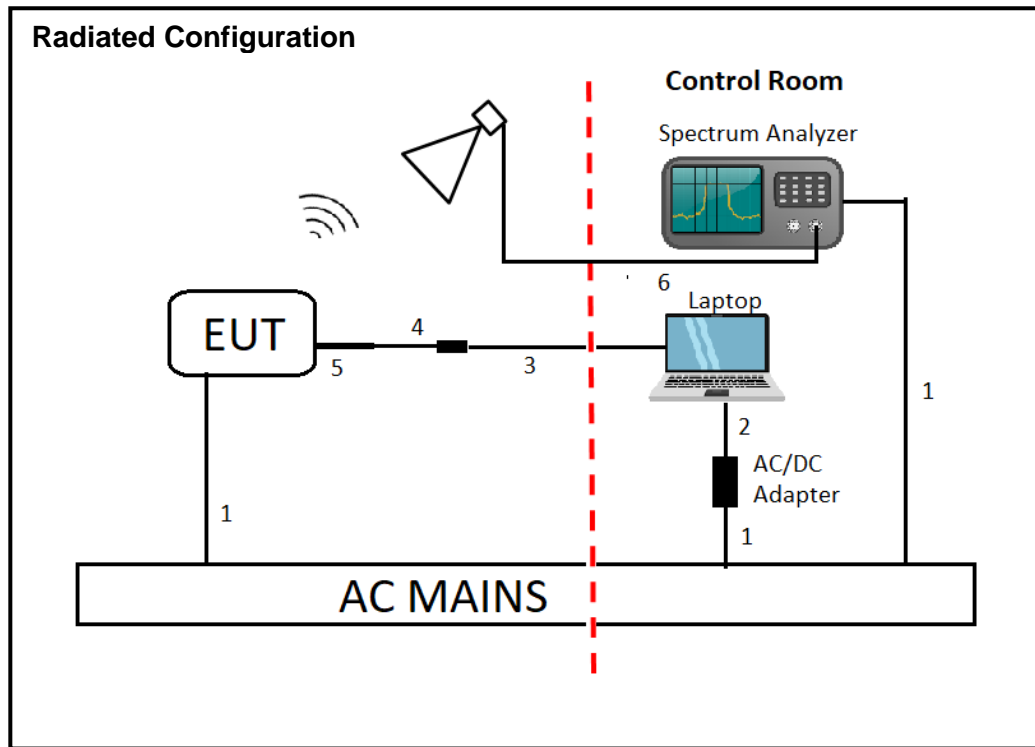 Radiated Configuration
Control Room
Spectrum Analyzer
6
Laptop
EUT
4
5
3
1
2
AC/DC
Adapter
1
1
AC MAINS